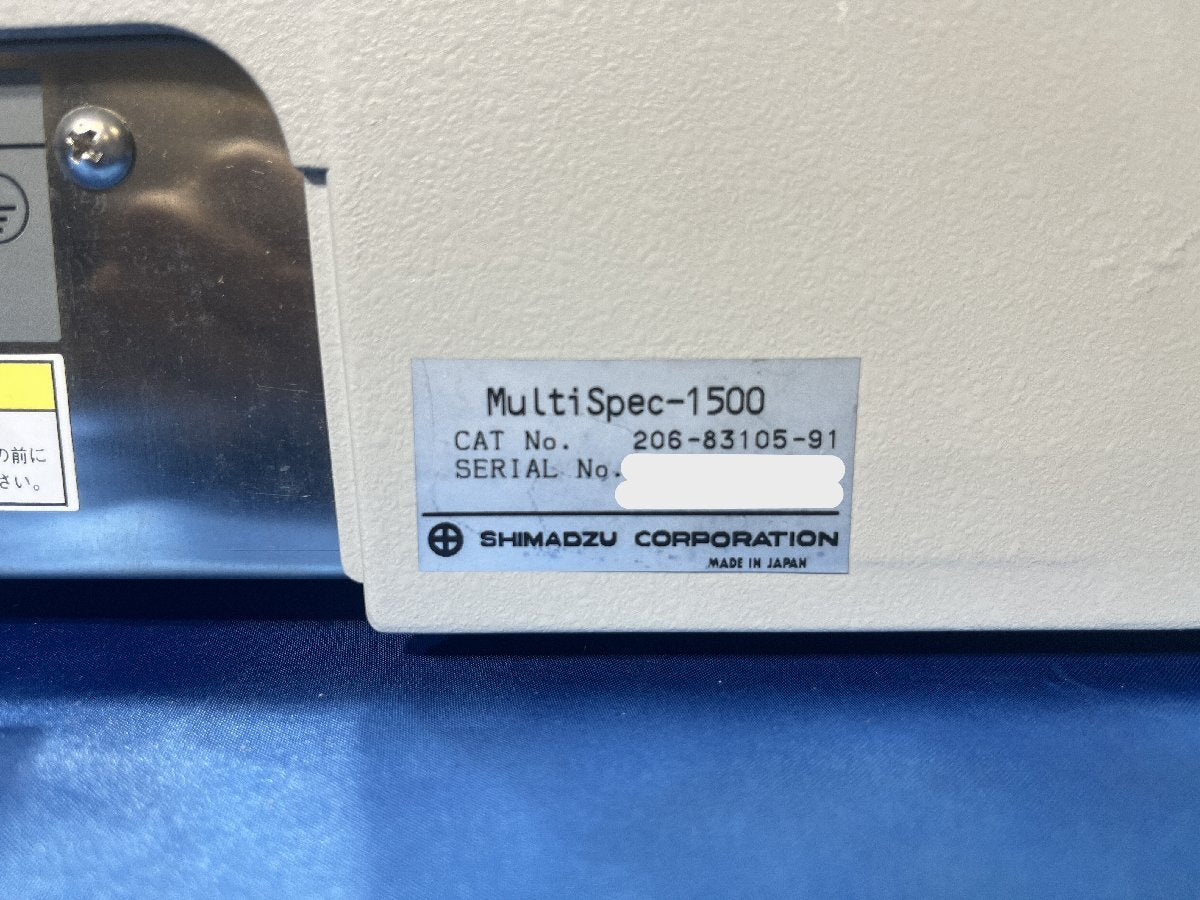 の前に
さい。
MultiSpec-1500
CAT No. 206-83105-91
SERIAL No.
SHIMADZU CORPORATION
MADE IN JAPAN